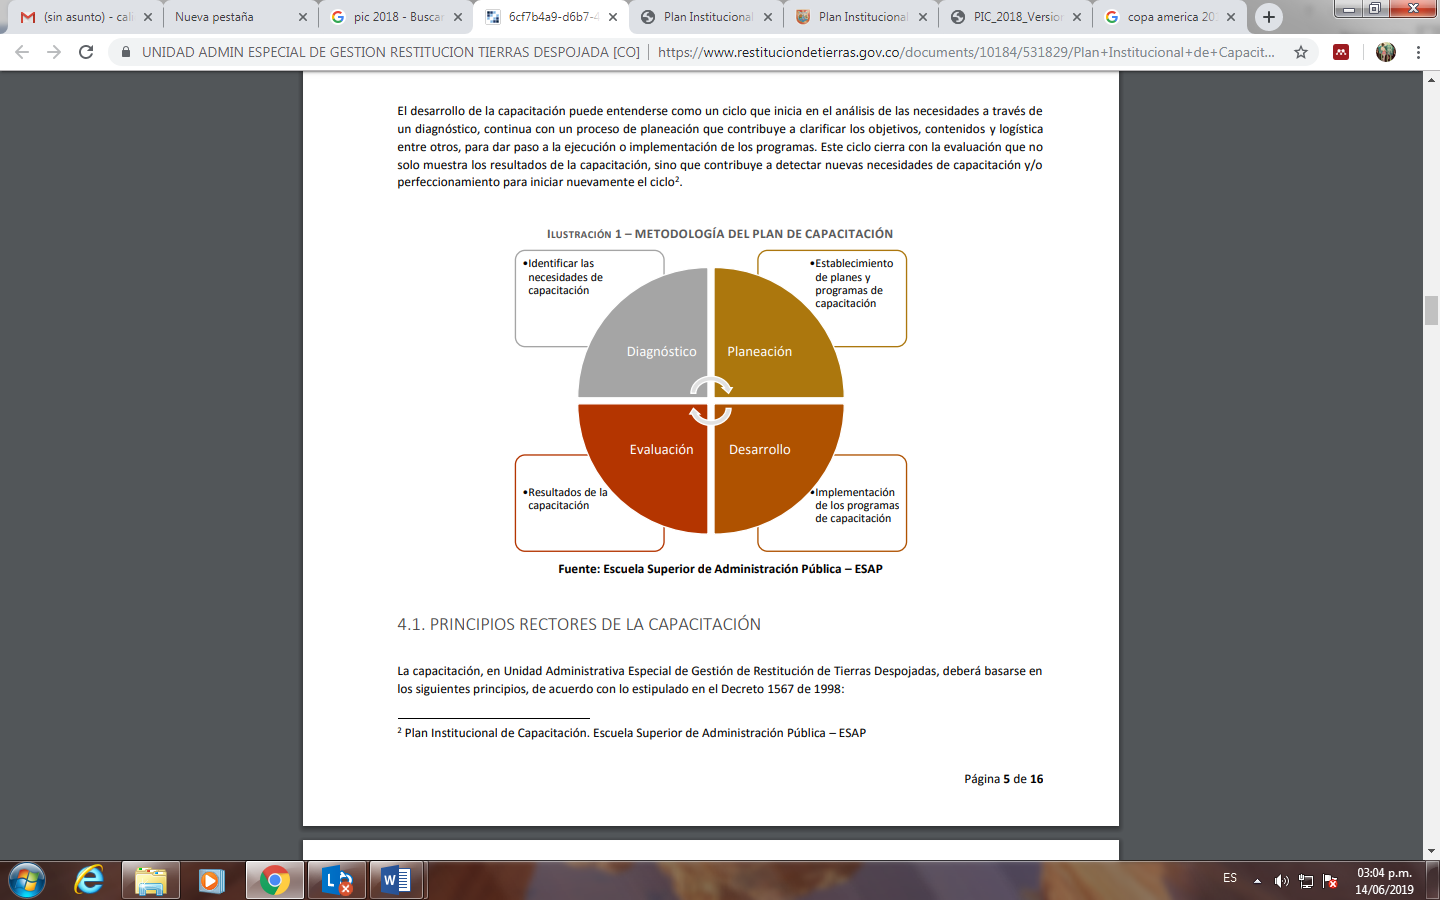 (sin asunto) - cali
Nueva pestaña
pic 2018 - Buscar
6cf7b4a9-d6b7-4
Plan Institucional
Plan Institucional
PIC_2018_Version
copa america 20
UNIDAD ADMIN ESPECIAL DE GESTION RESTITUCION TIERRAS DESPOJADA [CO] https://www.restituciondetierras.gov.co/documents/10184/531829/Plan+Institucional+de+Capacit...
El desarrollo de la capacitación puede entenderse como un ciclo que inicia en el análisis de las necesidades a través de
un diagnóstico, continua con un proceso de planeación que contribuye a clarificar los objetivos, contenidos y logística
entre otros, para dar paso a la ejecución o implementación de los programas. Este ciclo cierra con la evaluación que no
solo muestra los resultados de la capacitación, sino que contribuye a detectar nuevas necesidades de capacitación y/o
perfeccionamiento para iniciar nuevamente el ciclo².
ILUSTRACIÓN 1 – METODOLOGÍA DEL PLAN DE CAPACITACIÓN
•Identificar las
necesidades de
capacitación
•Establecimiento
de planes y
programas de
capacitación
Diagnóstico
Planeación
Evaluación
Desarrollo
•Resultados de la
capacitación
•Implementación
de los programas
de capacitación
Fuente: Escuela Superior de Administración Pública – ESAP
4.1. PRINCIPIOS RECTORES DE LA CAPACITACIÓN
La capacitación, en Unidad Administrativa Especial de Gestión de Restitución de Tierras Despojadas, deberá basarse en
los siguientes principios, de acuerdo con lo estipulado en el Decreto 1567 de 1998:
² Plan Institucional de Capacitación. Escuela Superior de Administración Pública – ESAP
Página 5 de 16
ES
03:04 p.m.
14/06/2019